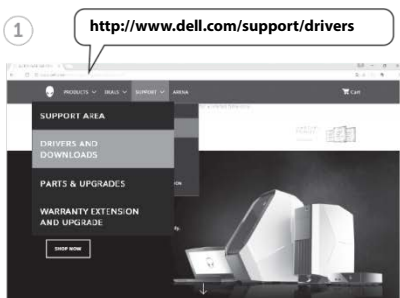 1
http://www.dell.com/support/drivers
PRODUCTS DEALS SUPPORT ARENA Cart
SUPPORT AREA
DRIVERS AND
DOWNLOADS
PARTS & UPGRADES
WARRANTY EXTENSION
AND UPGRADE
SHOP NOW